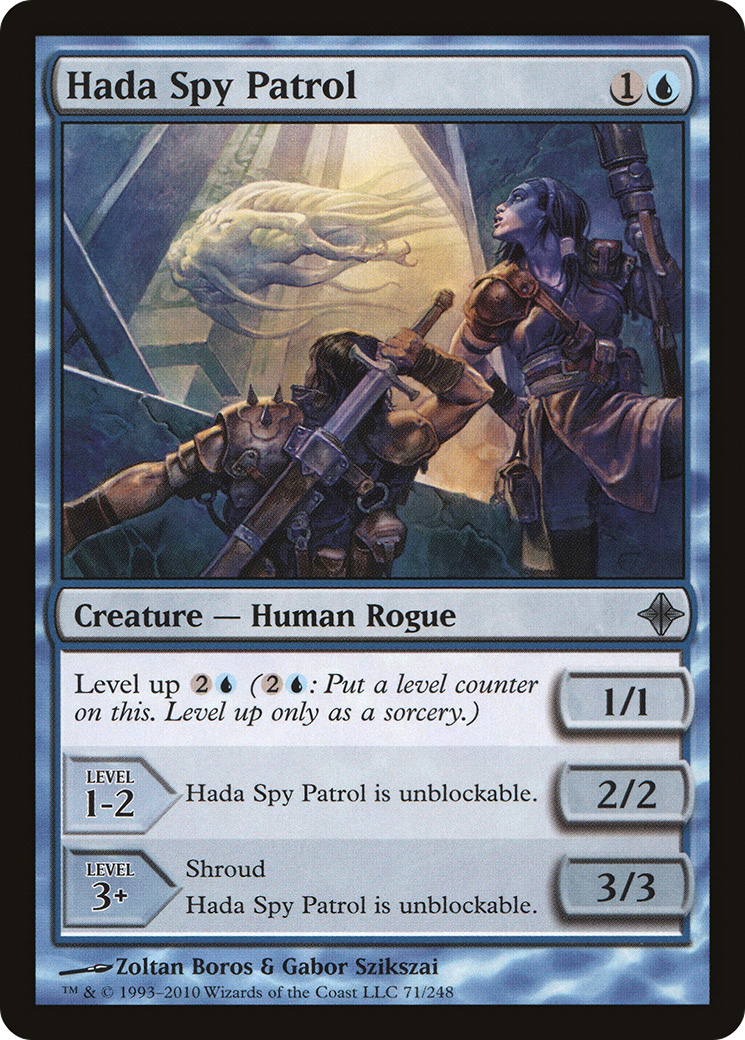 Hada Spy Patrol 1
Creature — Human Rogue
Level up 2 (2: Put a level counter
on this. Level up only as a sorcery.)
1/1
LEVEL
1-2
Hada Spy Patrol is unblockable.
2/2
LEVEL
3+
Shroud
Hada Spy Patrol is unblockable.
3/3
Zoltan Boros & Gabor Szikszai
™ & © 1993–2010 Wizards of the Coast LLC 71/248